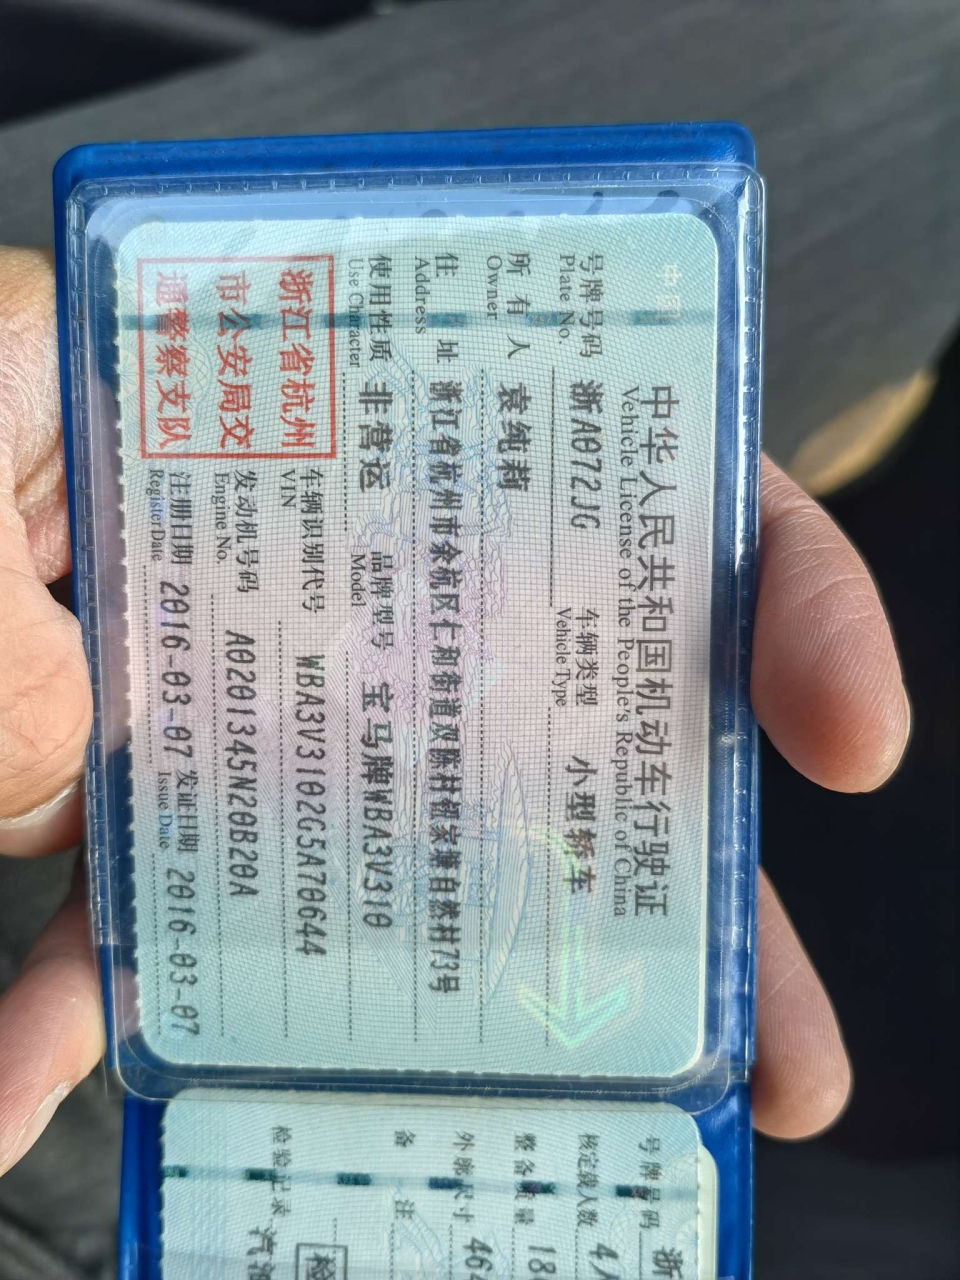 中华人民共和国机动车行驶证
Vehicle License of the People's Republic of China
号牌号码 浙A072JG 车辆类型 小型轿车
Plate No. Vehicle Type
所有人 袁纯莉
Owner
住址 浙江省杭州市余杭区仁和街道双陈村纽家塘自然村73号
Address
使用性质 非营运 品牌型号 宝马牌WBA3V310
Use Character Model
浙江省杭州
市公安局交
通警察支队
车辆识别代号 WBA3V3102G5A70644
VIN
发动机号码 A0201345N20B20A
Engine No.
注册日期 2016-03-07 发证日期 2016-03-07
Register Date Issue Date
号牌号码 浙
核定载人数 4人
整备质量 18
外廓尺寸 464
备注
检
检验记录 汽油